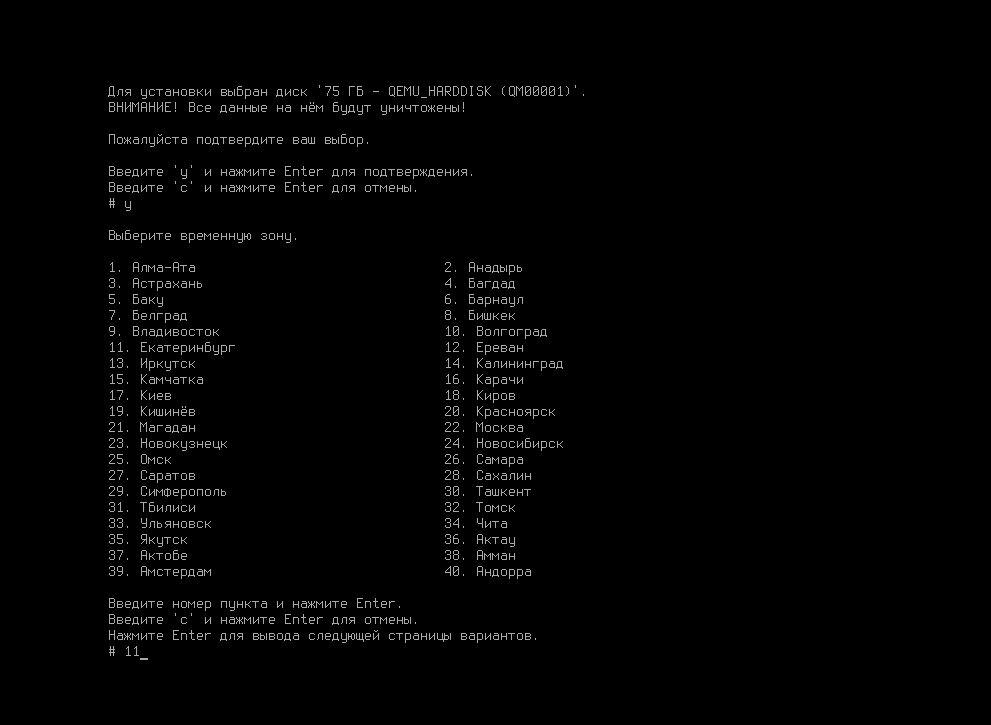 Для установки выбран диск '75 ГБ - QEMU_HARDDISK (QM00001)'.
ВНИМАНИЕ! Все данные на нём будут уничтожены!
Пожалуйста подтвердите ваш выбор.
Введите 'y' и нажмите Enter для подтверждения.
Введите 'c' и нажмите Enter для отмены.
# y
Выберите временную зону.
1. Алма-Ата 2. Анадырь
3. Астрахань 4. Багдад
5. Баку 6. Барнаул
7. Белград 8. Бишкек
9. Владивосток 10. Волгоград
11. Екатеринбург 12. Ереван
13. Иркутск 14. Калининград
15. Камчатка 16. Карачи
17. Киев 18. Киров
19. Кишинёв 20. Красноярск
21. Магадан 22. Москва
23. Новокузнецк 24. Новосибирск
25. Омск 26. Самара
27. Саратов 28. Сахалин
29. Симферополь 30. Ташкент
31. Тбилиси 32. Томск
33. Ульяновск 34. Чита
35. Якутск 36. Актау
37. Актобе 38. Амман
39. Амстердам 40. Андорра
Введите номер пункта и нажмите Enter.
Введите 'c' и нажмите Enter для отмены.
Нажмите Enter для вывода следующей страницы вариантов.
# 11_